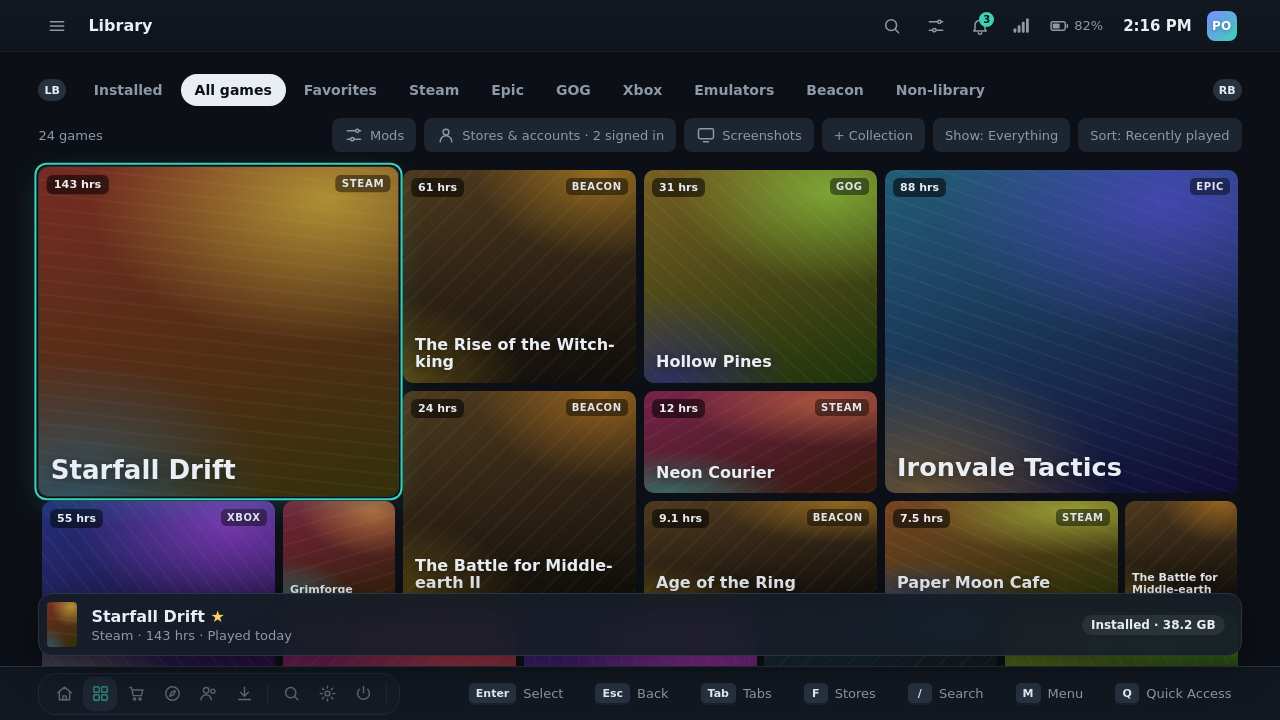 Library
3
82%
2:16 PM
PO
LB
Installed
All games
Favorites
Steam
Epic
GOG
Xbox
Emulators
Beacon
Non-library
RB
24 games
Mods
Stores & accounts · 2 signed in
Screenshots
+ Collection
Show: Everything
Sort: Recently played
143 hrs
STEAM
Starfall Drift
61 hrs
BEACON
The Rise of the Witch-
king
31 hrs
GOG
Hollow Pines
88 hrs
EPIC
Ironvale Tactics
24 hrs
BEACON
The Battle for Middle-
earth II
12 hrs
STEAM
Neon Courier
55 hrs
XBOX
Grimforge
9.1 hrs
BEACON
Age of the Ring
7.5 hrs
STEAM
Paper Moon Cafe
The Battle for
Middle-earth
Starfall Drift ★
Steam · 143 hrs · Played today
Installed · 38.2 GB
Enter Select
Esc Back
Tab Tabs
F Stores
/ Search
M Menu
Q Quick Access